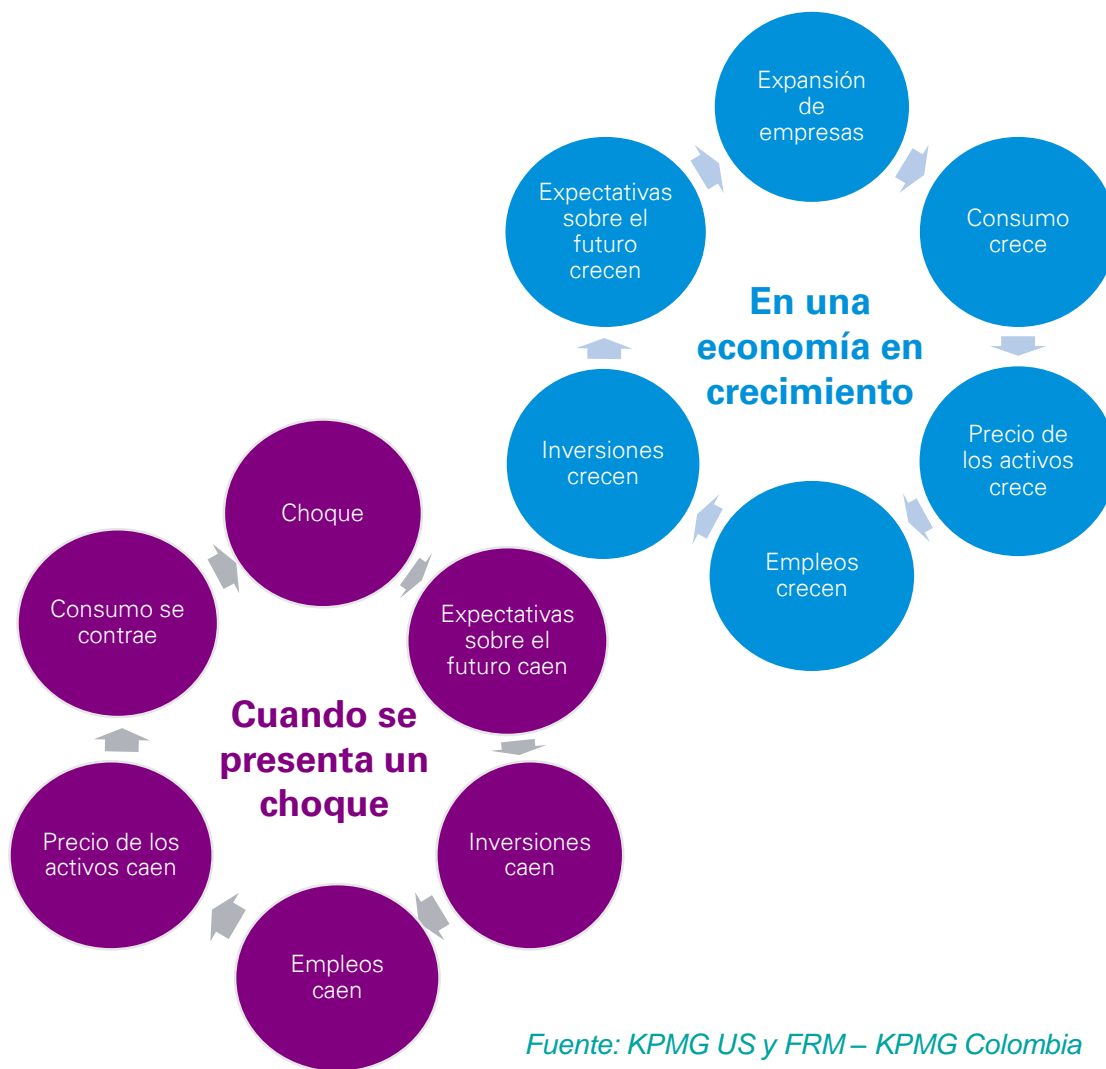 Expansión
de
empresas
Consumo
crece
Precio de
los activos
crece
Empleos
crecen
Inversiones
crecen
Expectativas
sobre el
futuro
crecen
En una
economía en
crecimiento
Choque
Expectativas
sobre el
futuro caen
Inversiones
caen
Empleos
caen
Precio de los
activos caen
Consumo se
contrae
Cuando se
presenta un
choque
Fuente: KPMG US y FRM – KPMG Colombia